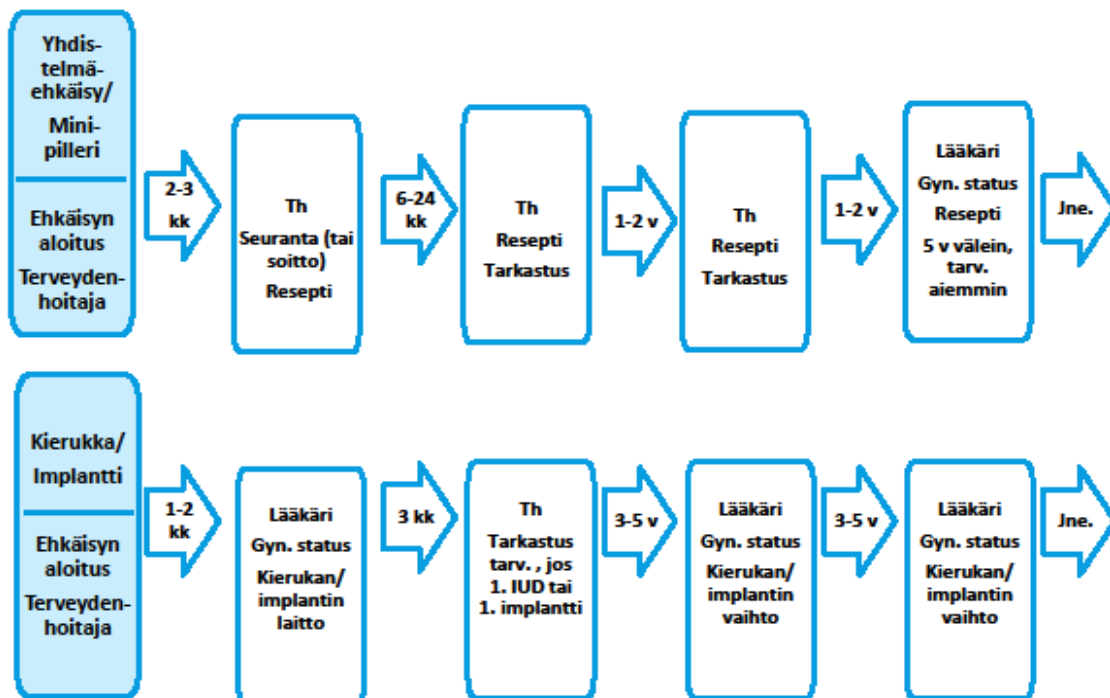 Yhdis-
telmä-
ehkäisy/
Mini-
pilleri
Ehkäisyn
aloitus
Terveyden-
hoitaja
2-3
kk
Th
Seuranta (tai
soitto)
Resepti
6-24
kk
Th
Resepti
Tarkastus
1-2 v
Th
Resepti
Tarkastus
1-2 v
Lääkäri
Gyn. status
Resepti
5 v välein,
tarv.
aiemmin
Jne.
Kierukka/
Implantti
Ehkäisyn
aloitus
Terveyden-
hoitaja
1-2
kk
Lääkäri
Gyn. status
Kierukan/
implantin
laitto
3 kk
Th
Tarkastus
tarv. , jos
1. IUD tai
1. implantti
3-5 v
Lääkäri
Gyn. status
Kierukan/
implantin
vaihto
3-5 v
Lääkäri
Gyn. status
Kierukan/
implantin
vaihto
Jne.